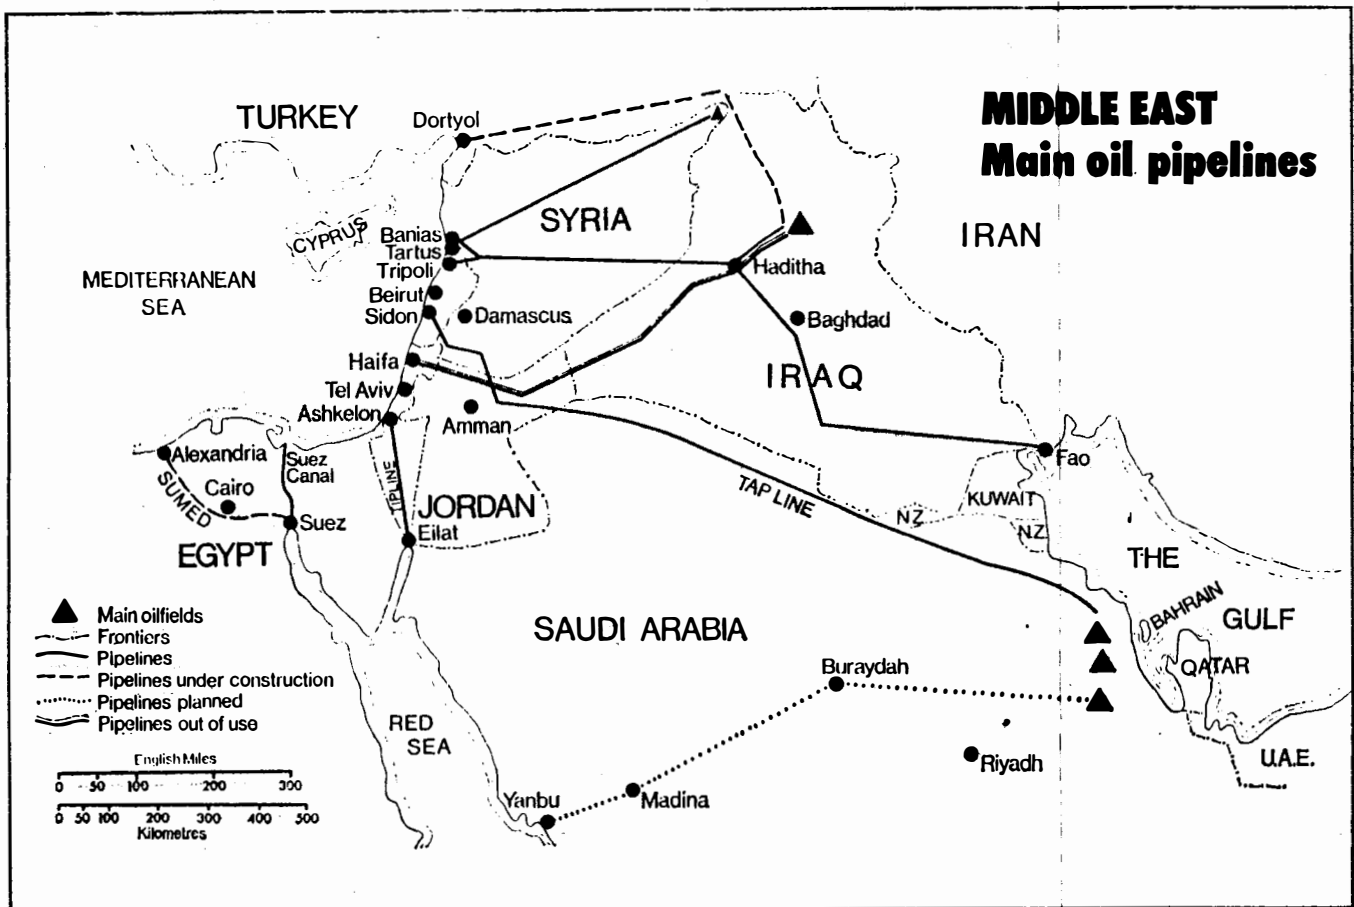 MIDDLE EAST
Main oil pipelines
TURKEY
Dortyol
SYRIA
IRAN
CYPRUS
Banias
Tartus
Tripoli
Haditha
MEDITERRANEAN
SEA
Beirut
Sidon
Damascus
Baghdad
Haifa
IRAQ
Tel Aviv
Ashkelon
Amman
Alexandria
Suez
Canal
Fao
SUMED
Cairo
TIPLINE
JORDAN
TAP LINE
KUWAIT
NZ
NZ
Suez
Eilat
EGYPT
THE
GULF
BAHRAIN
QATAR
SAUDI ARABIA
Buraydah
RED
SEA
Riyadh
U.A.E.
Yanbu
Madina
Main oilfields
Frontiers
Pipelines
Pipelines under construction
Pipelines planned
Pipelines out of use
English Miles
0 50 100 200 300
0 50 100 200 300 400 500
Kilometres